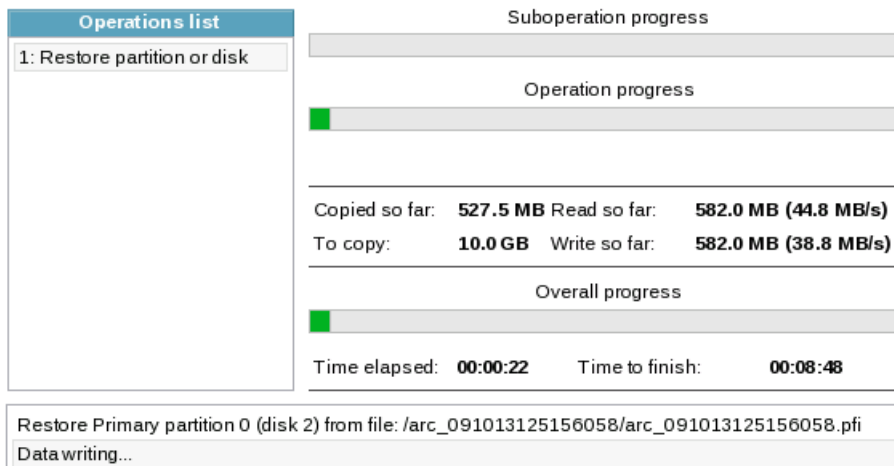 Operations list
1: Restore partition or disk
Suboperation progress
Operation progress
Copied so far: 527.5 MB Read so far: 582.0 MB (44.8 MB/s)
To copy: 10.0 GB Write so far: 582.0 MB (38.8 MB/s)
Overall progress
Time elapsed: 00:00:22 Time to finish: 00:08:48
Restore Primary partition 0 (disk 2) from file: /arc_091013125156058/arc_091013125156058.pfi
Data writing...